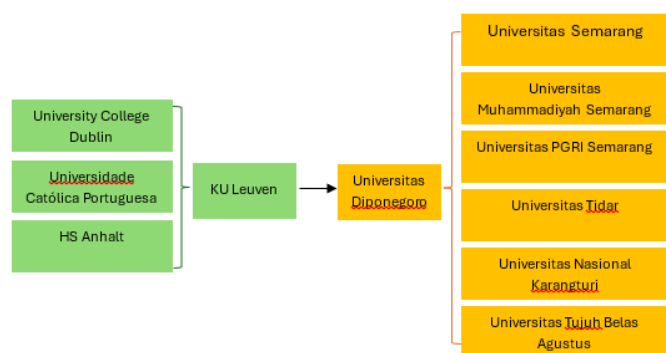 University College
Dublin
Universidade
Católica Portuguesa
HS Anhalt
KU Leuven
Universitas
Diponegoro
Universitas Semarang
Universitas
Muhammadiyah Semarang
Universitas PGRI Semarang
Universitas Tidar
Universitas Nasional
Karangturi
Universitas Tujuh Belas
Agustus